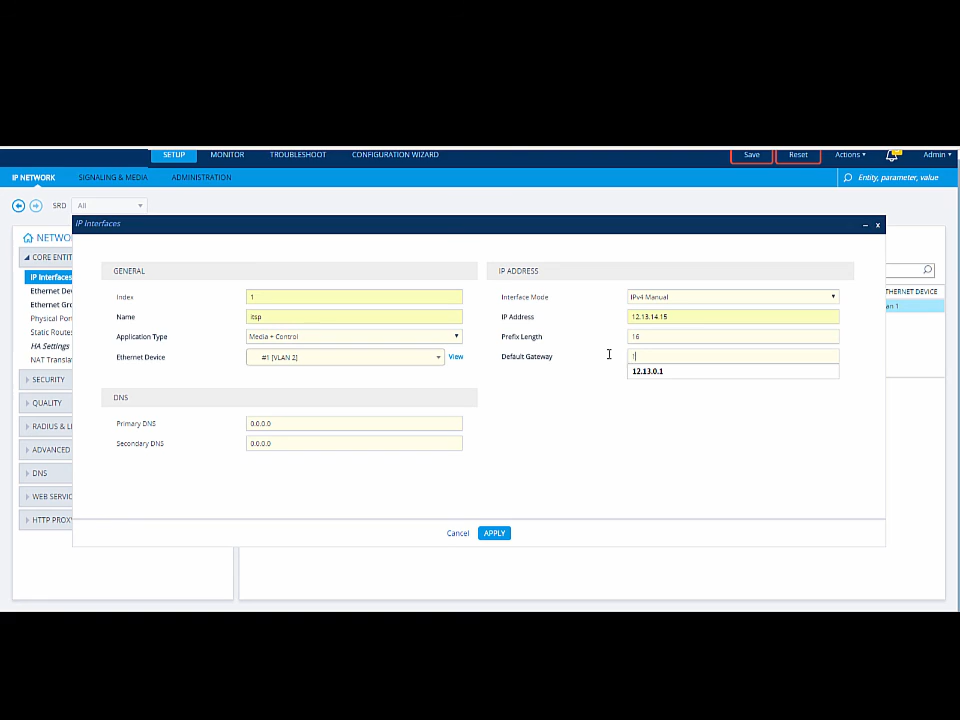 SETUP MONITOR TROUBLESHOOT CONFIGURATION WIZARD Save Reset Actions Admin
IP NETWORK SIGNALING & MEDIA ADMINISTRATION Entity, parameter, value
SRD All
IP Interfaces
NETWO
CORE ENTIT
IP Interfaces
Ethernet Dev
Ethernet Gro
Physical Port
Static Routes
HA Settings
NAT Transla
SECURITY
QUALITY
RADIUS & L
ADVANCED
DNS
WEB SERVIC
HTTP PROX
GENERAL
Index 1
Name itsp
Application Type Media + Control
Ethernet Device #1 [VLAN 2] View
DNS
Primary DNS 0.0.0.0
Secondary DNS 0.0.0.0
IP ADDRESS
Interface Mode IPv4 Manual
IP Address 12.13.14.15
Prefix Length 16
Default Gateway 1
12.13.0.1
Cancel APPLY
THERNET DEVICE
an 1